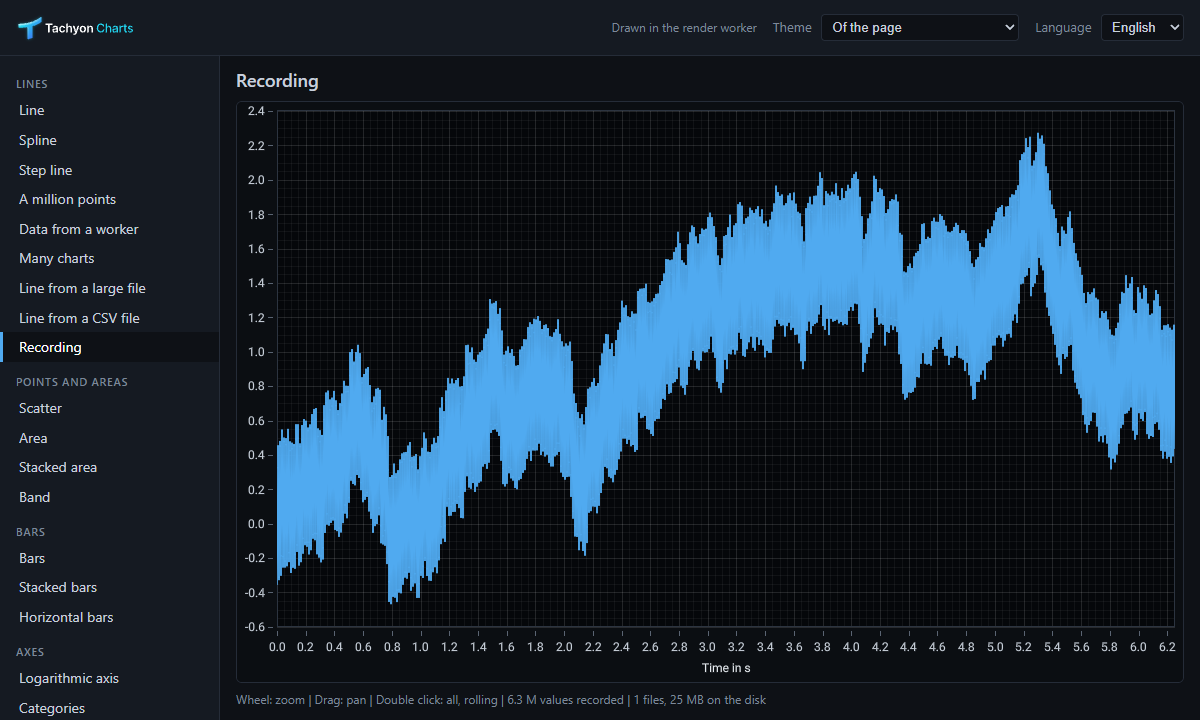 Tachyon Charts
Drawn in the render worker Theme Of the page Language English
LINES
Line
Spline
Step line
A million points
Data from a worker
Many charts
Line from a large file
Line from a CSV file
Recording
POINTS AND AREAS
Scatter
Area
Stacked area
Band
BARS
Bars
Stacked bars
Horizontal bars
AXES
Logarithmic axis
Categories
Recording
2.4
2.2
2.0
1.8
1.6
1.4
1.2
1.0
0.8
0.6
0.4
0.2
0.0
-0.2
-0.4
-0.6
0.0 0.2 0.4 0.6 0.8 1.0 1.2 1.4 1.6 1.8 2.0 2.2 2.4 2.6 2.8 3.0 3.2 3.4 3.6 3.8 4.0 4.2 4.4 4.6 4.8 5.0 5.2 5.4 5.6 5.8 6.0 6.2
Time in s
Wheel: zoom | Drag: pan | Double click: all, rolling | 6.3 M values recorded | 1 files, 25 MB on the disk